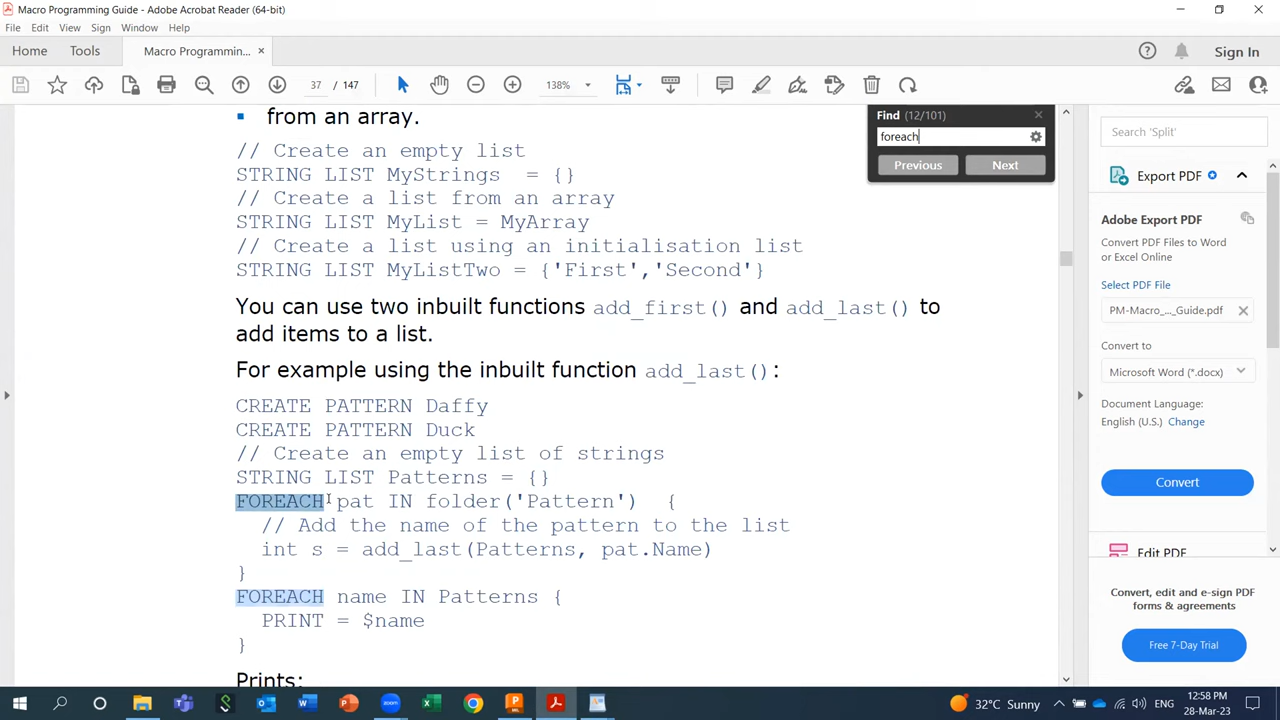 Macro Programming Guide - Adobe Acrobat Reader (64-bit)
File Edit View Sign Window Help
Home Tools Macro Programmin... × Sign In
37 / 147 138%
from an array.
// Create an empty list
STRING LIST MyStrings = {}
// Create a list from an array
STRING LIST MyList = MyArray
// Create a list using an initialisation list
STRING LIST MyListTwo = {'First','Second'}
You can use two inbuilt functions add_first() and add_last() to
add items to a list.
For example using the inbuilt function add_last():
CREATE PATTERN Daffy
CREATE PATTERN Duck
// Create an empty list of strings
STRING LIST Patterns = {}
FOREACH pat IN folder('Pattern') {
// Add the name of the pattern to the list
int s = add_last(Patterns, pat.Name)
}
FOREACH name IN Patterns {
PRINT = $name
}
Prints:
Find (12/101)
foreach
Previous Next
Search 'Split'
Export PDF
Adobe Export PDF
Convert PDF Files to Word
or Excel Online
Select PDF File
PM-Macro_..._Guide.pdf
Convert to
Microsoft Word (*.docx)
Document Language:
English (U.S.) Change
Convert
Edit PDF
Convert, edit and e-sign PDF
forms & agreements
Free 7-Day Trial
32°C Sunny ENG 12:58 PM
28-Mar-23